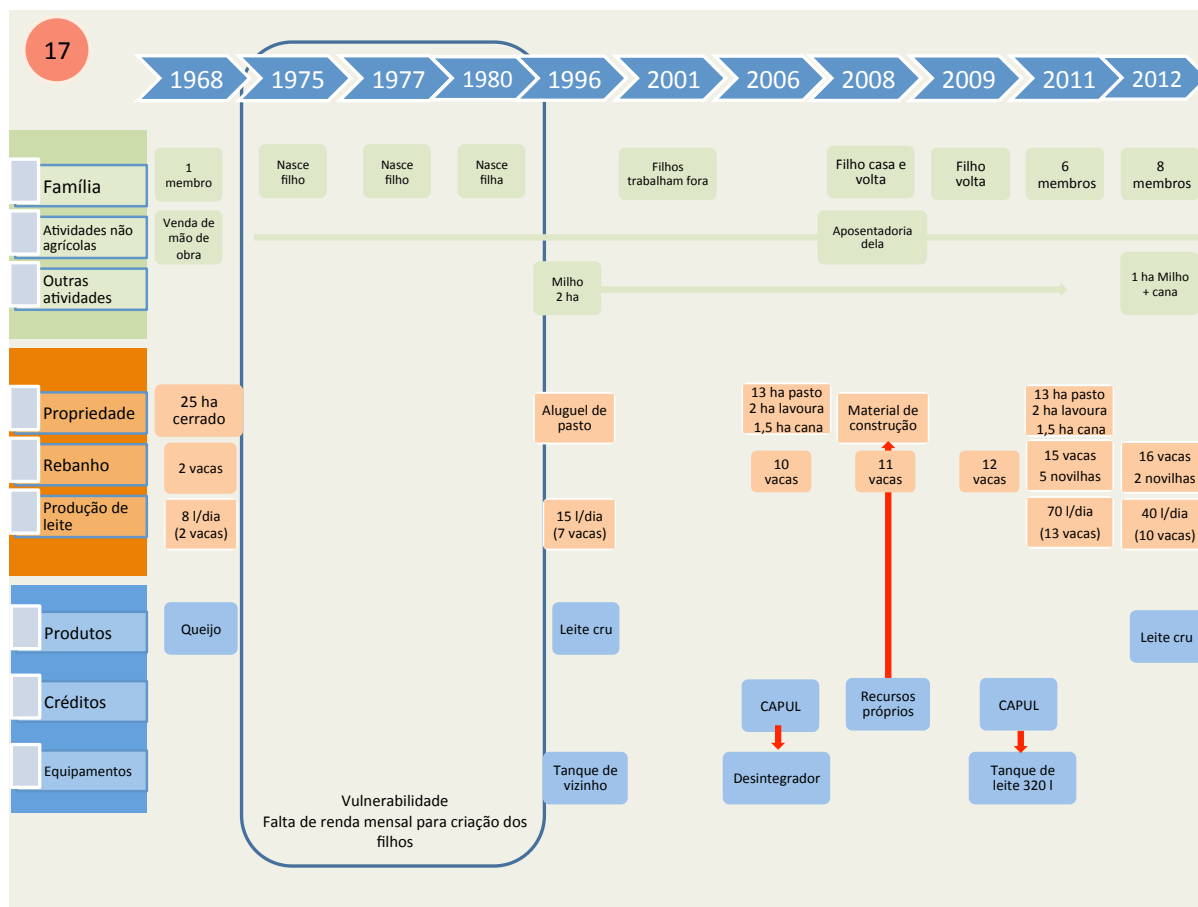 17
1968
1975
1977
1980
1996
2001
2006
2008
2009
2011
2012
Família
1
membro
Nasce
filho
Nasce
filho
Nasce
filha
Filhos
trabalham fora
Filho casa e
volta
Filho
volta
6
membros
8
membros
Atividades não
agrícolas
Venda de
mão de
obra
Aposentadoria
dela
Outras
atividades
Milho
2 ha
1 ha Milho
+ cana
Propriedade
25 ha
cerrado
Aluguel de
pasto
13 ha pasto
2 ha lavoura
1,5 ha cana
Material de
construção
13 ha pasto
2 ha lavoura
1,5 ha cana
Rebanho
2 vacas
10
vacas
11
vacas
12
vacas
15 vacas
5 novilhas
16 vacas
2 novilhas
Produção de
leite
8 l/dia
(2 vacas)
15 l/dia
(7 vacas)
70 l/dia
(13 vacas)
40 l/dia
(10 vacas)
Produtos
Queijo
Leite cru
Leite cru
Créditos
CAPUL
Recursos
próprios
CAPUL
Equipamentos
Tanque de
vizinho
Desintegrador
Tanque de
leite 320 l
Vulnerabilidade
Falta de renda mensal para criação dos
filhos